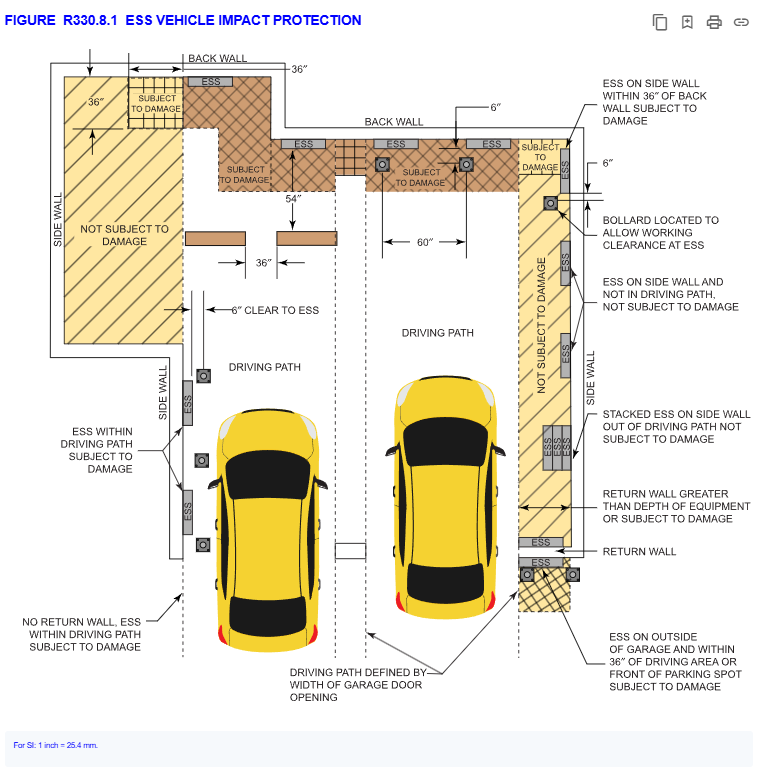 FIGURE R330.8.1 ESS VEHICLE IMPACT PROTECTION
BACK WALL
36″
ESS
36″
SUBJECT
TO DAMAGE
ESS ON SIDE WALL
WITHIN 36″ OF BACK
WALL SUBJECT TO
DAMAGE
6″
BACK WALL
ESS
ESS
ESS
SUBJECT
TO
DAMAGE
ESS
6″
SUBJECT
TO DAMAGE
SUBJECT
TO DAMAGE
54″
SIDE WALL
NOT SUBJECT TO
DAMAGE
BOLLARD LOCATED TO
ALLOW WORKING
CLEARANCE AT ESS
60″
36″
ESS
ESS ON SIDE WALL AND
NOT IN DRIVING PATH,
NOT SUBJECT TO DAMAGE
6″ CLEAR TO ESS
NOT SUBJECT TO DAMAGE
DRIVING PATH
ESS
DRIVING PATH
SIDE WALL
SIDE WALL
ESS
STACKED ESS ON SIDE WALL
OUT OF DRIVING PATH NOT
SUBJECT TO DAMAGE
ESS WITHIN
DRIVING PATH
SUBJECT TO
DAMAGE
ESS
ESS
ESS
ESS
RETURN WALL GREATER
THAN DEPTH OF EQUIPMENT
OR SUBJECT TO DAMAGE
ESS
RETURN WALL
ESS
NO RETURN WALL, ESS
WITHIN DRIVING PATH
SUBJECT TO DAMAGE
ESS ON OUTSIDE
OF GARAGE AND WITHIN
36″ OF DRIVING AREA OR
FRONT OF PARKING SPOT
SUBJECT TO DAMAGE
DRIVING PATH DEFINED BY
WIDTH OF GARAGE DOOR
OPENING
For SI: 1 inch = 25.4 mm.